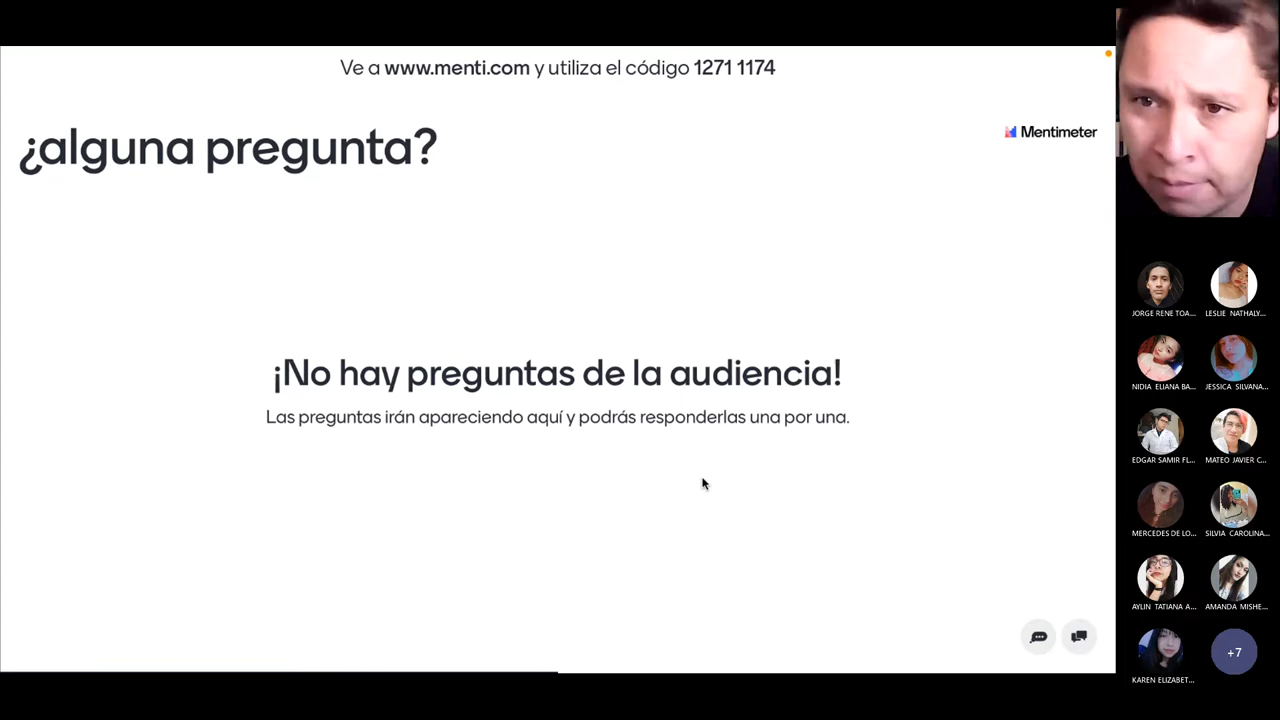 Ve a www.menti.com y utiliza el código 1271 1174
¿alguna pregunta?
Mentimeter
¡No hay preguntas de la audiencia!
Las preguntas irán apareciendo aquí y podrás responderlas una por una.
JORGE RENE TOA...
LESLIE NATHALY...
NIDIA ELIANA BA...
JESSICA SILVANA...
EDGAR SAMIR FL...
MATEO JAVIER C...
MERCEDES DE LO...
SILVIA CAROLINA...
AYLIN TATIANA A...
AMANDA MISHE...
KAREN ELIZABET...
+7